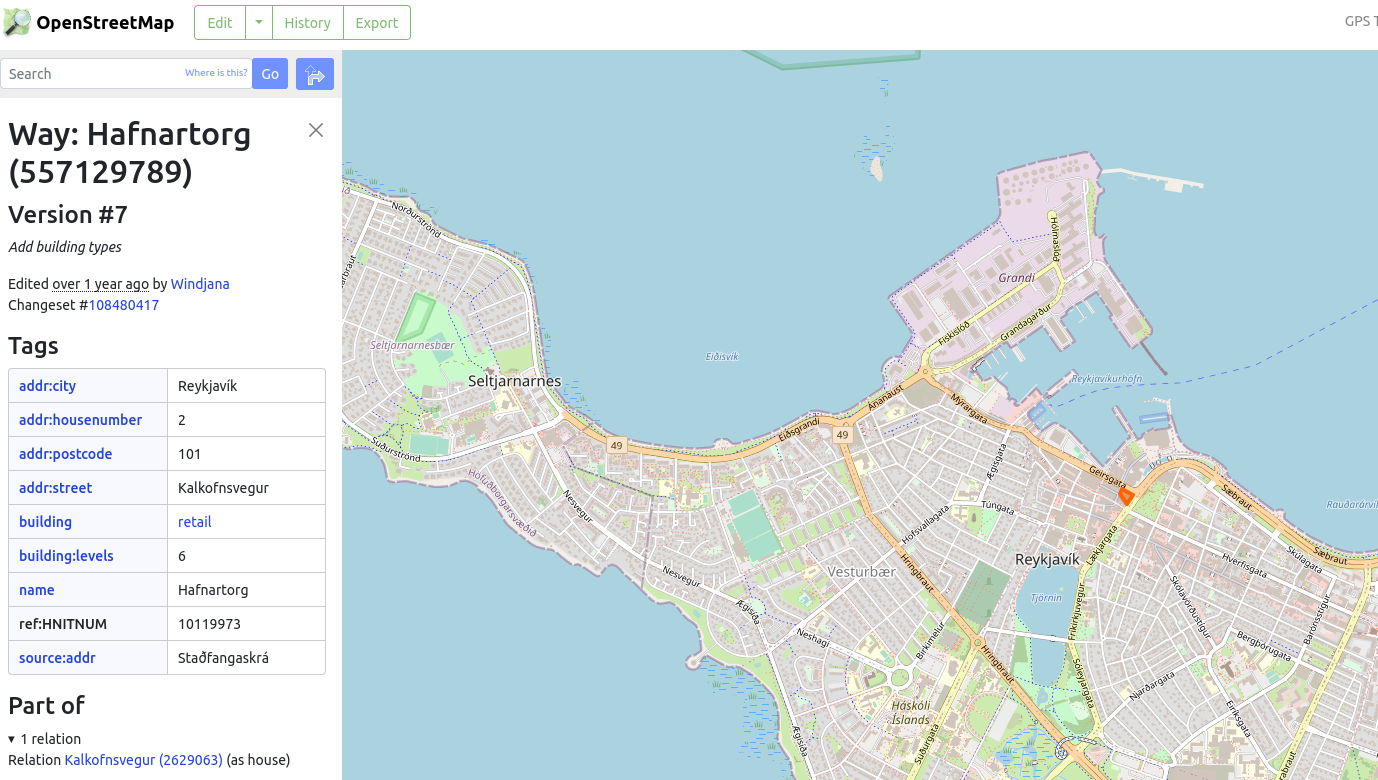 OpenStreetMap
Edit
History
Export
GPS T
Search
Where is this?
Go
Way: Hafnartorg
(557129789)
Version #7
Add building types
Edited over 1 year ago by Windjana
Changeset #108480417
Tags
addr:city Reykjavík
addr:housenumber 2
addr:postcode 101
addr:street Kalkofnsvegur
building retail
building:levels 6
name Hafnartorg
ref:HNITNUM 10119973
source:addr Staðfangaskrá
Part of
▾ 1 relation
Relation Kalkofnsvegur (2629063) (as house)
Norðurströnd
Hólmaslóð
Grandi
Fiskislóð
Grandagarður
Seltjarnarnesbær
Eiðisvík
Seltjarnarnes
Reykjavíkurhöfn
Ánanaust
Mýrargata
Eiðsgrandi
49
49
Suðurströnd
Höfuðborgarsvæðið
Nesvegur
Ægisgata
Geirsgata
Sæbraut
Rauðarárvík
Túngata
Hofsvallagata
Lækjargata
Hringbraut
Reykjavík
Skúlagata
Sæbraut
Hverfisgata
Vesturbær
Nesvegur
Tjörnin
Skólavörðustígur
Barónsstígur
Ægisíða
Fríkirkjuvegur
Neshagi
Birkimelur
Bergþórugata
Hringbraut
Sóleyjargata
Njarðargata
Háskóli
Íslands
Eiríksgata
Suðurgata
Ægisíða